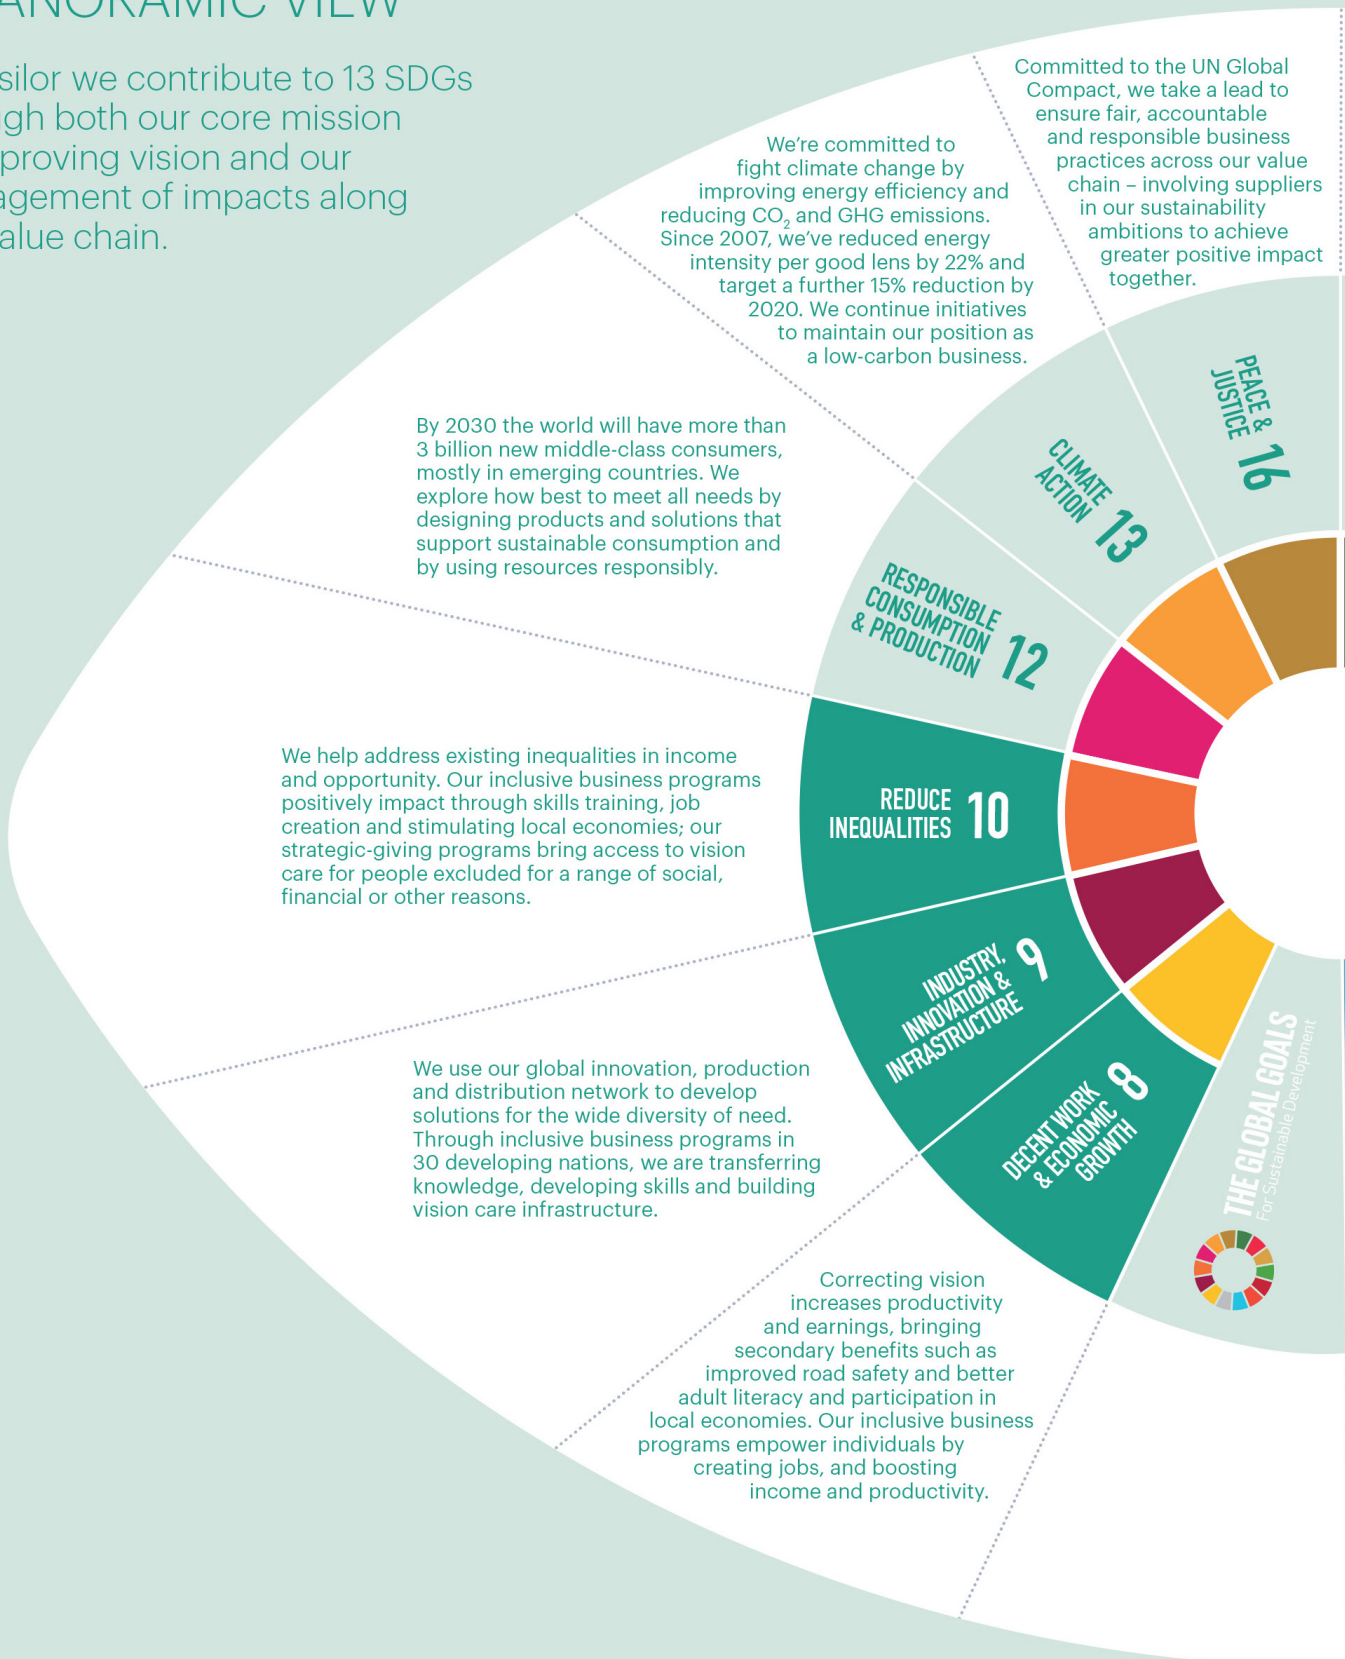 VIEW
we contribute to 13 SDGs
both our core mission
vision and our
of impacts along
chain.
Committed to the UN Global
Compact, we take a lead to
ensure fair, accountable
and responsible business
practices across our value
chain – involving suppliers
in our sustainability
ambitions to achieve
greater positive impact
together.
We’re committed to
fight climate change by
improving energy efficiency and
reducing CO₂ and GHG emissions.
Since 2007, we’ve reduced energy
intensity per good lens by 22% and
target a further 15% reduction by
2020. We continue initiatives
to maintain our position as
a low-carbon business.
PEACE &
JUSTICE 16
CLIMATE
ACTION 13
By 2030 the world will have more than
3 billion new middle-class consumers,
mostly in emerging countries. We
explore how best to meet all needs by
designing products and solutions that
support sustainable consumption and
by using resources responsibly.
RESPONSIBLE
CONSUMPTION
& PRODUCTION 12
We help address existing inequalities in income
and opportunity. Our inclusive business programs
positively impact through skills training, job
creation and stimulating local economies; our
strategic-giving programs bring access to vision
care for people excluded for a range of social,
financial or other reasons.
REDUCE
INEQUALITIES 10
INDUSTRY,
INNOVATION &
INFRASTRUCTURE 9
We use our global innovation, production
and distribution network to develop
solutions for the wide diversity of need.
Through inclusive business programs in
30 developing nations, we are transferring
knowledge, developing skills and building
vision care infrastructure.
DECENT WORK
& ECONOMIC
GROWTH 8
THE GLOBAL GOALS
For Sustainable Development
Correcting vision
increases productivity
and earnings, bringing
secondary benefits such as
improved road safety and better
adult literacy and participation in
local economies. Our inclusive business
programs empower individuals by
creating jobs, and boosting
income and productivity.